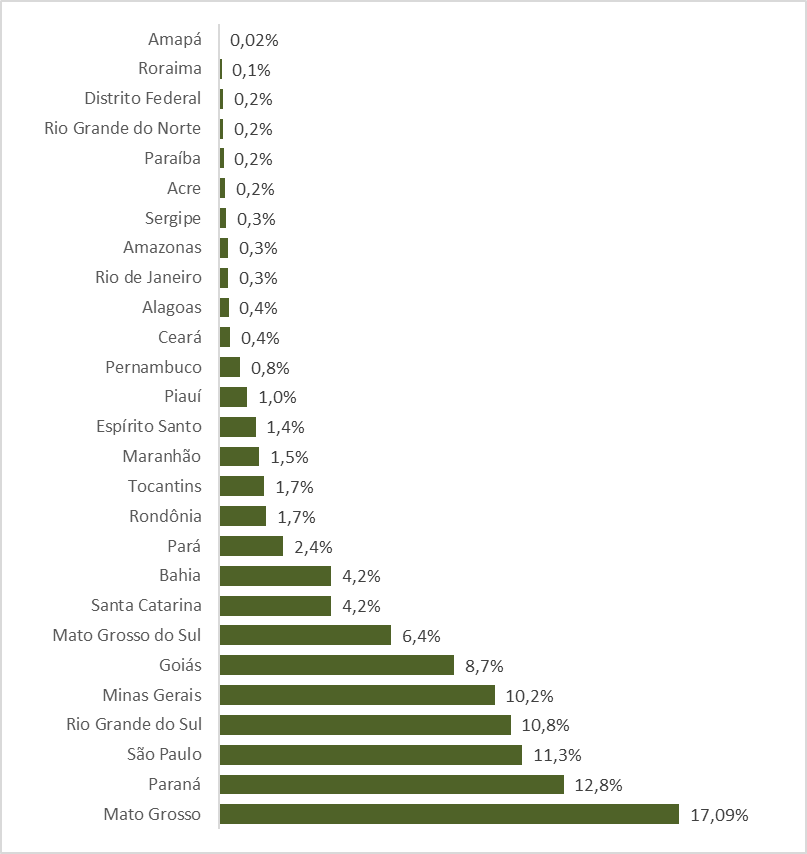 Amapá 0,02%
Roraima 0,1%
Distrito Federal 0,2%
Rio Grande do Norte 0,2%
Paraíba 0,2%
Acre 0,2%
Sergipe 0,3%
Amazonas 0,3%
Rio de Janeiro 0,3%
Alagoas 0,4%
Ceará 0,4%
Pernambuco 0,8%
Piauí 1,0%
Espírito Santo 1,4%
Maranhão 1,5%
Tocantins 1,7%
Rondônia 1,7%
Pará 2,4%
Bahia 4,2%
Santa Catarina 4,2%
Mato Grosso do Sul 6,4%
Goiás 8,7%
Minas Gerais 10,2%
Rio Grande do Sul 10,8%
São Paulo 11,3%
Paraná 12,8%
Mato Grosso 17,09%